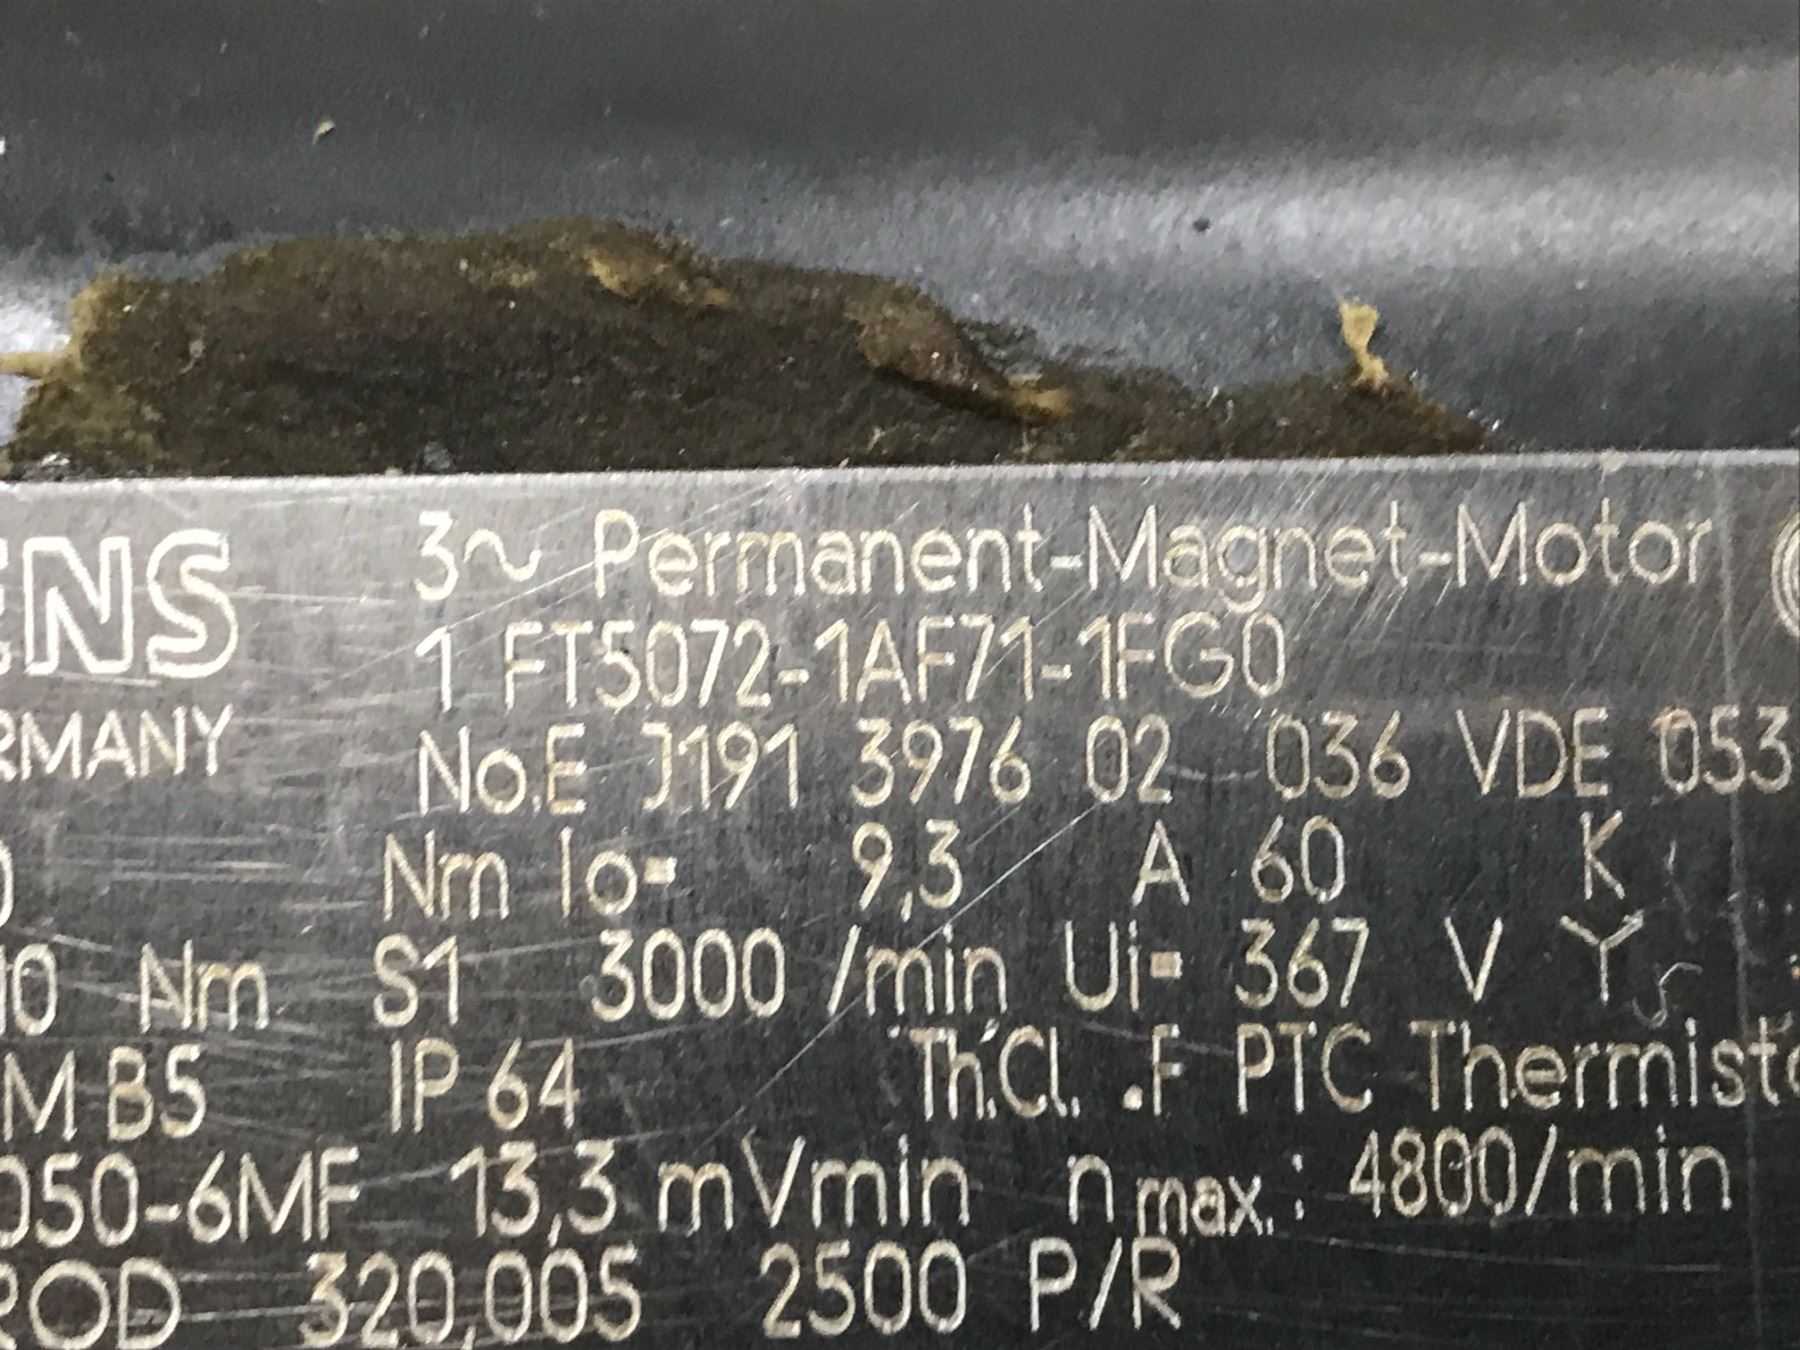 ENS 3~ Permanent-Magnet-Motor
1 FT5072-1AF71-1FG0
RMANY No.E J191 3976 02 036 VDE 053
Nm Io= 9,3 A 60 K
10 Nm S1 3000 /min Ui= 367 V Y
M B5 IP 64 Th.Cl. .F PTC Thermisto
050-6MF 13,3 mVmin n max.: 4800/min
ROD 320,005 2500 P/R